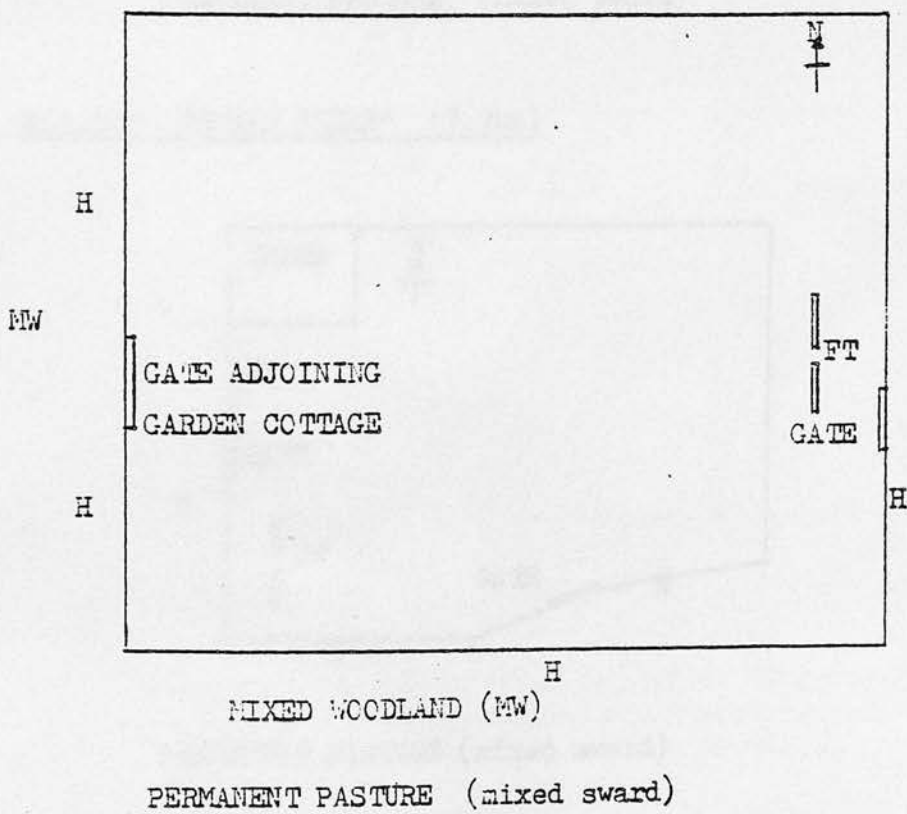 N
H
MW
FT
GATE ADJOINING
GARDEN COTTAGE
GATE
H
H
H
MIXED WOODLAND (MW)
PERMANENT PASTURE (mixed sward)